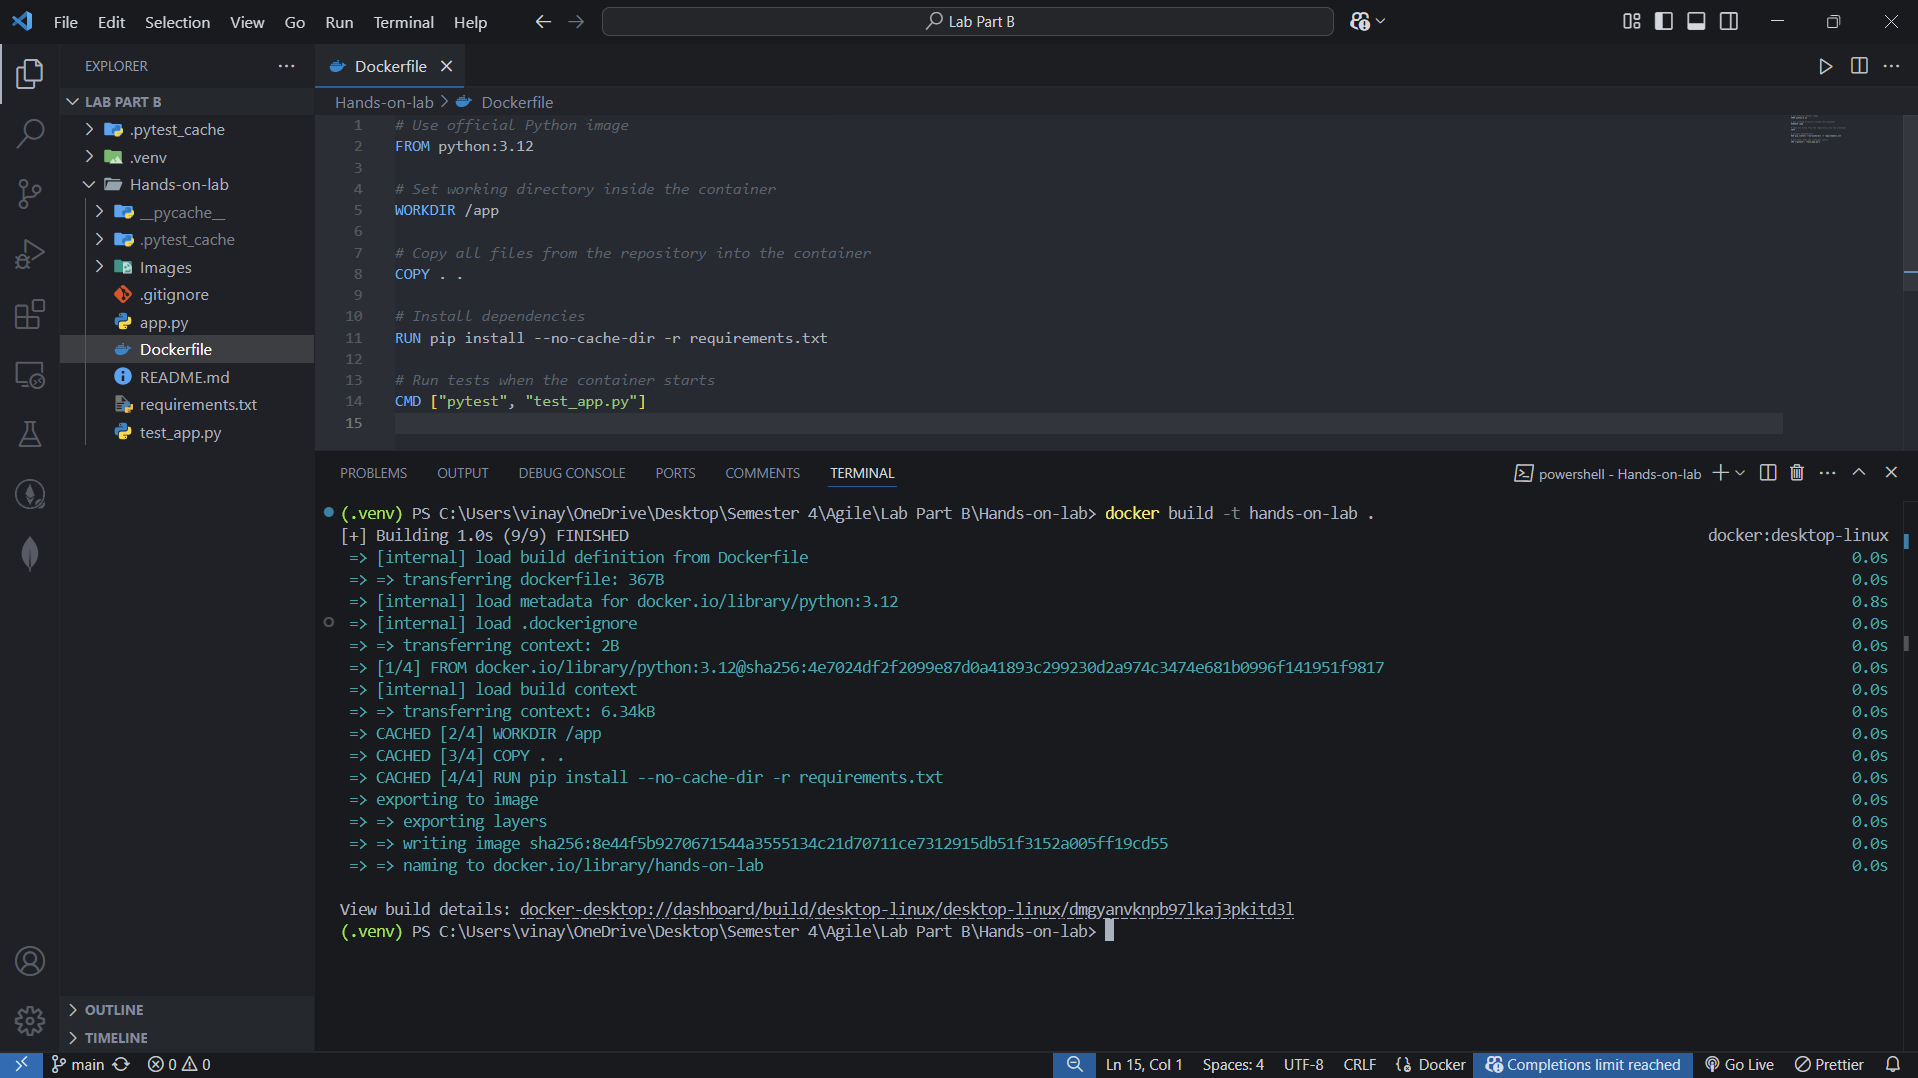 File Edit Selection View Go Run Terminal Help
Lab Part B
EXPLORER
LAB PART B
.pytest_cache
.venv
Hands-on-lab
__pycache__
.pytest_cache
Images
.gitignore
app.py
Dockerfile
README.md
requirements.txt
test_app.py
OUTLINE
TIMELINE
Dockerfile
Hands-on-lab > Dockerfile
1 # Use official Python image
2 FROM python:3.12
3
4 # Set working directory inside the container
5 WORKDIR /app
6
7 # Copy all files from the repository into the container
8 COPY . .
9
10 # Install dependencies
11 RUN pip install --no-cache-dir -r requirements.txt
12
13 # Run tests when the container starts
14 CMD ["pytest", "test_app.py"]
15
PROBLEMS OUTPUT DEBUG CONSOLE PORTS COMMENTS TERMINAL
powershell - Hands-on-lab
(.venv) PS C:\Users\vinay\OneDrive\Desktop\Semester 4\Agile\Lab Part B\Hands-on-lab> docker build -t hands-on-lab .
[+] Building 1.0s (9/9) FINISHED docker:desktop-linux
=> [internal] load build definition from Dockerfile 0.0s
=> => transferring dockerfile: 367B 0.0s
=> [internal] load metadata for docker.io/library/python:3.12 0.8s
=> [internal] load .dockerignore 0.0s
=> => transferring context: 2B 0.0s
=> [1/4] FROM docker.io/library/python:3.12@sha256:4e7024df2f2099e87d0a41893c299230d2a974c3474e681b0996f141951f9817 0.0s
=> [internal] load build context 0.0s
=> => transferring context: 6.34kB 0.0s
=> CACHED [2/4] WORKDIR /app 0.0s
=> CACHED [3/4] COPY . . 0.0s
=> CACHED [4/4] RUN pip install --no-cache-dir -r requirements.txt 0.0s
=> exporting to image 0.0s
=> => exporting layers 0.0s
=> => writing image sha256:8e44f5b9270671544a3555134c21d70711ce7312915db51f3152a005ff19cd55 0.0s
=> => naming to docker.io/library/hands-on-lab 0.0s
View build details: docker-desktop://dashboard/build/desktop-linux/desktop-linux/dmgyanvknpb97lkaj3pkitd3l
(.venv) PS C:\Users\vinay\OneDrive\Desktop\Semester 4\Agile\Lab Part B\Hands-on-lab>
main 0 0 Ln 15, Col 1 Spaces: 4 UTF-8 CRLF Docker Completions limit reached Go Live Prettier